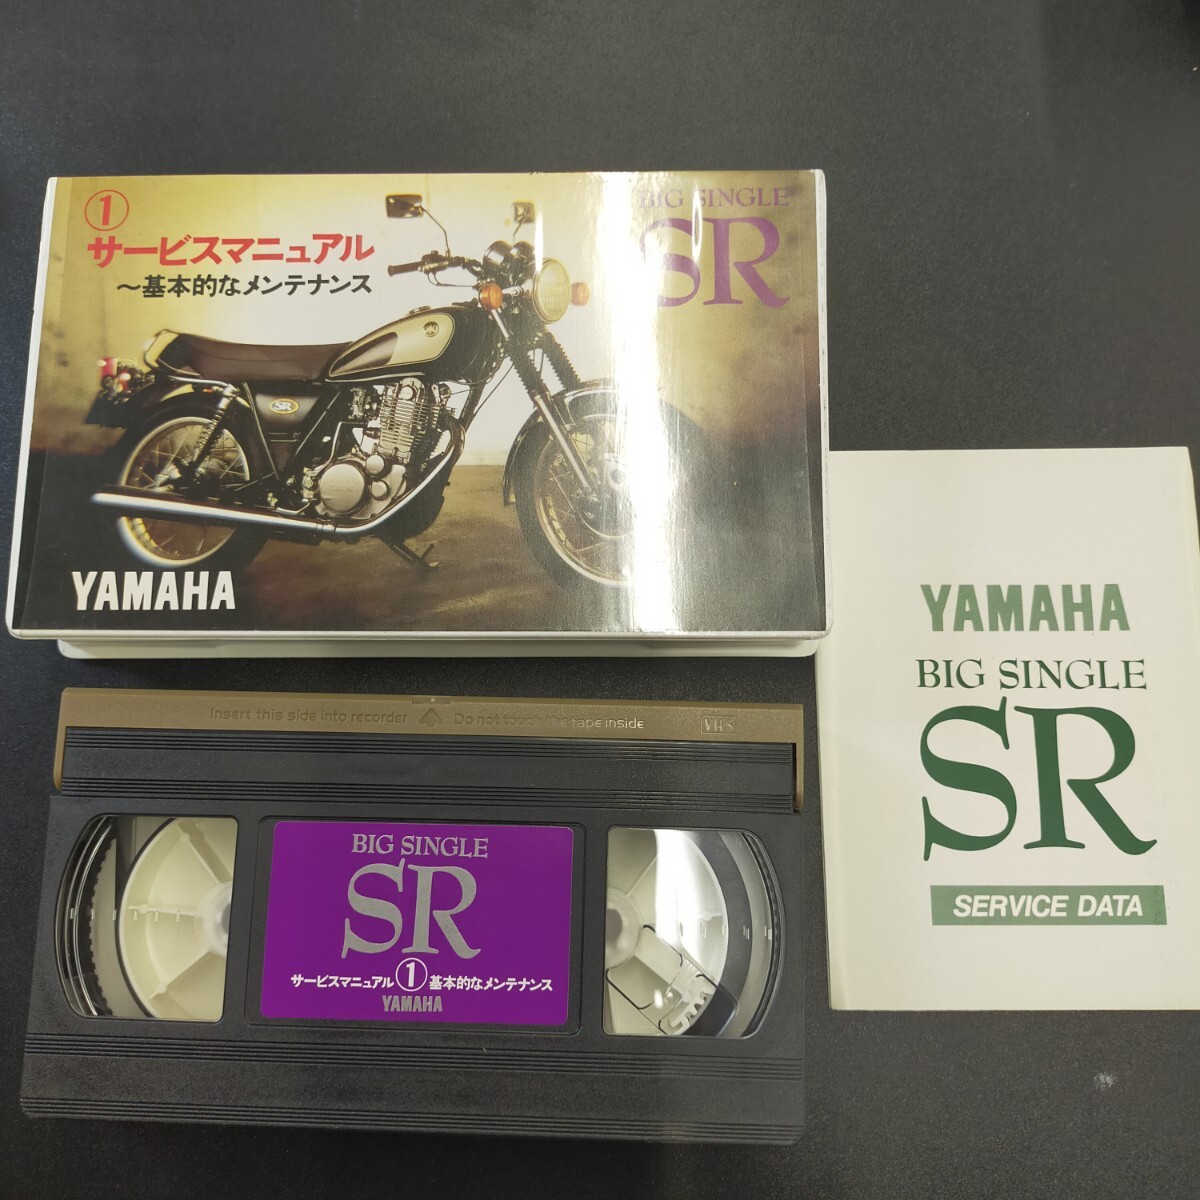 ①
サービスマニュアル
～基本的なメンテナンス
BIG SINGLE
SR
SR
YAMAHA
Insert this side into recorder Do not touch the tape inside VHS
BIG SINGLE
SR
サービスマニュアル①基本的なメンテナンス
YAMAHA
YAMAHA
BIG SINGLE
SR
SERVICE DATA